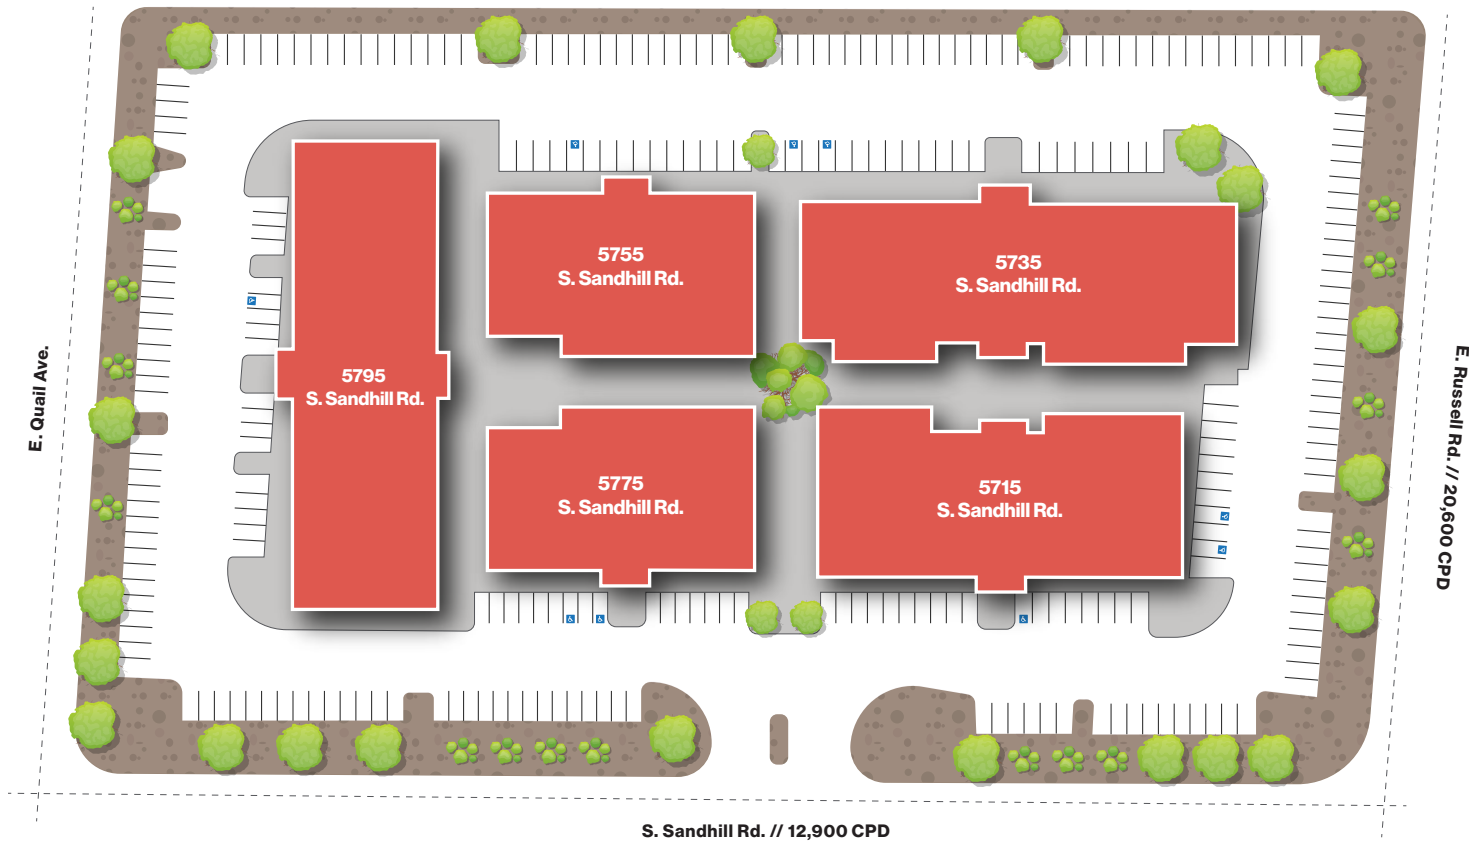 5755
S. Sandhill Rd.
5735
S. Sandhill Rd.
5795
S. Sandhill Rd.
5775
S. Sandhill Rd.
5715
S. Sandhill Rd.
E. Quail Ave.
E. Russell Rd. // 20,600 CPD
S. Sandhill Rd. // 12,900 CPD